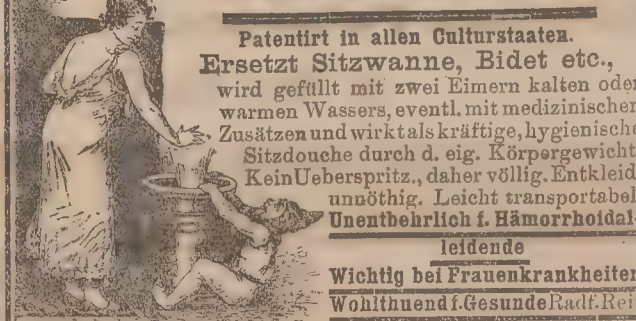 Patentirt in allen Culturstaaten.
Ersetzt Sitzwanne, Bidet etc.,
wird gefüllt mit zwei Eimern kalten oder
warmen Wassers, eventl. mit medizinischen
Zusätzen und wirkt als kräftige, hygienische
Sitzdouche durch d. eig. Körpergewicht.
Kein Ueberspritz., daher völlig. Entkleid.
unnöthig. Leicht transportabel.
Unentbehrlich f. Hämorrhoidal-
leidende
Wichtig bei Frauenkrankheiten
Wohlthuend f. Gesunde Radf. Rei